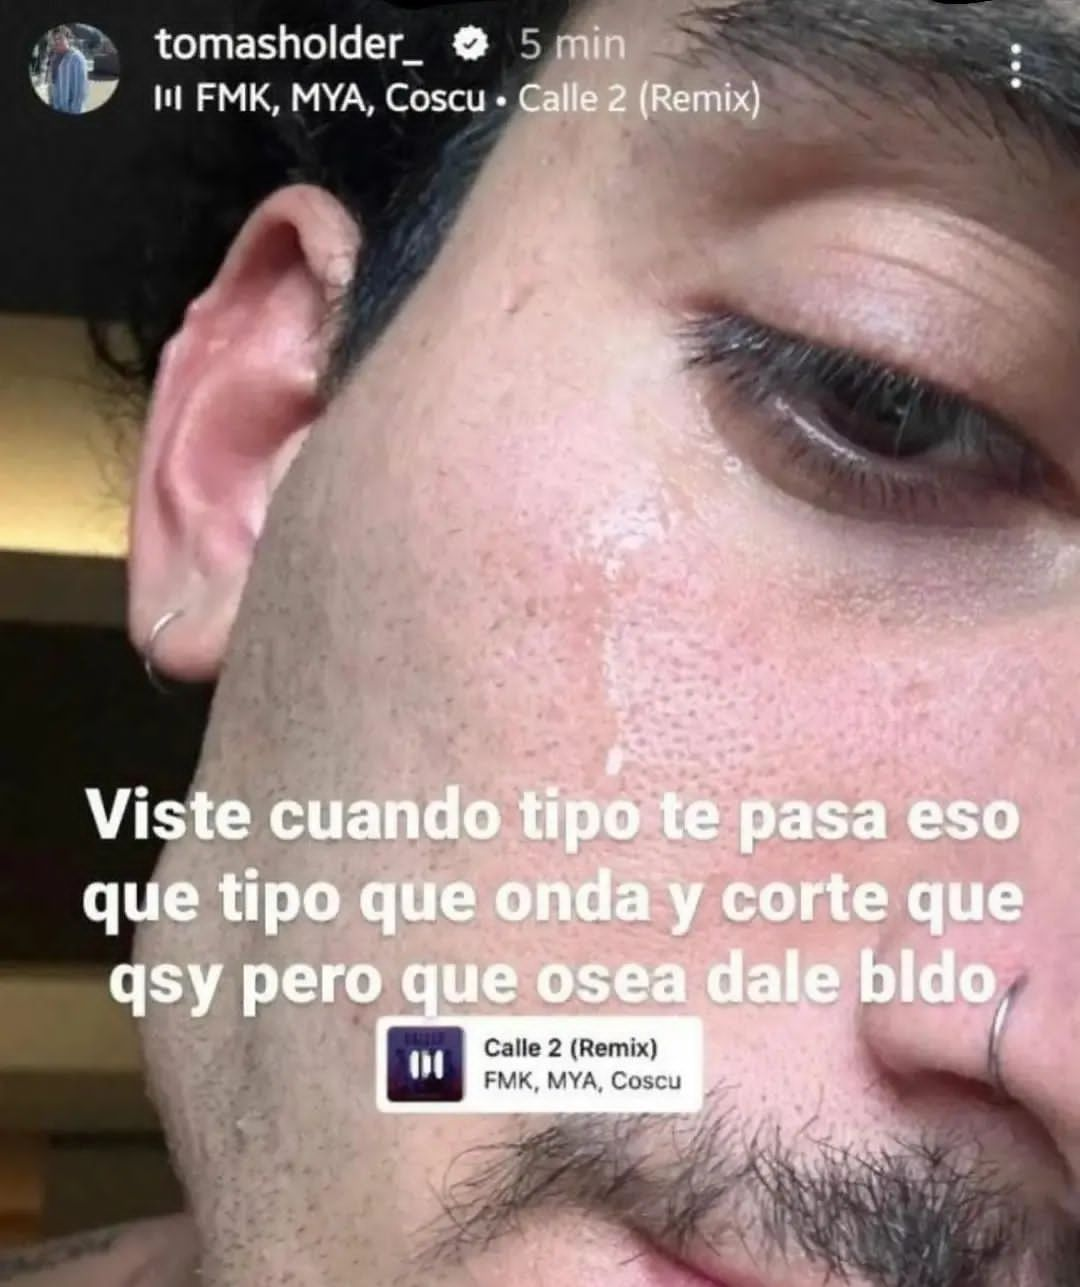 tomasholder_ 5 min
FMK, MYA, Coscu • Calle 2 (Remix)
Viste cuando tipo te pasa eso
que tipo que onda y corte que
qsy pero que osea dale bldo
Calle 2 (Remix)
FMK, MYA, Coscu